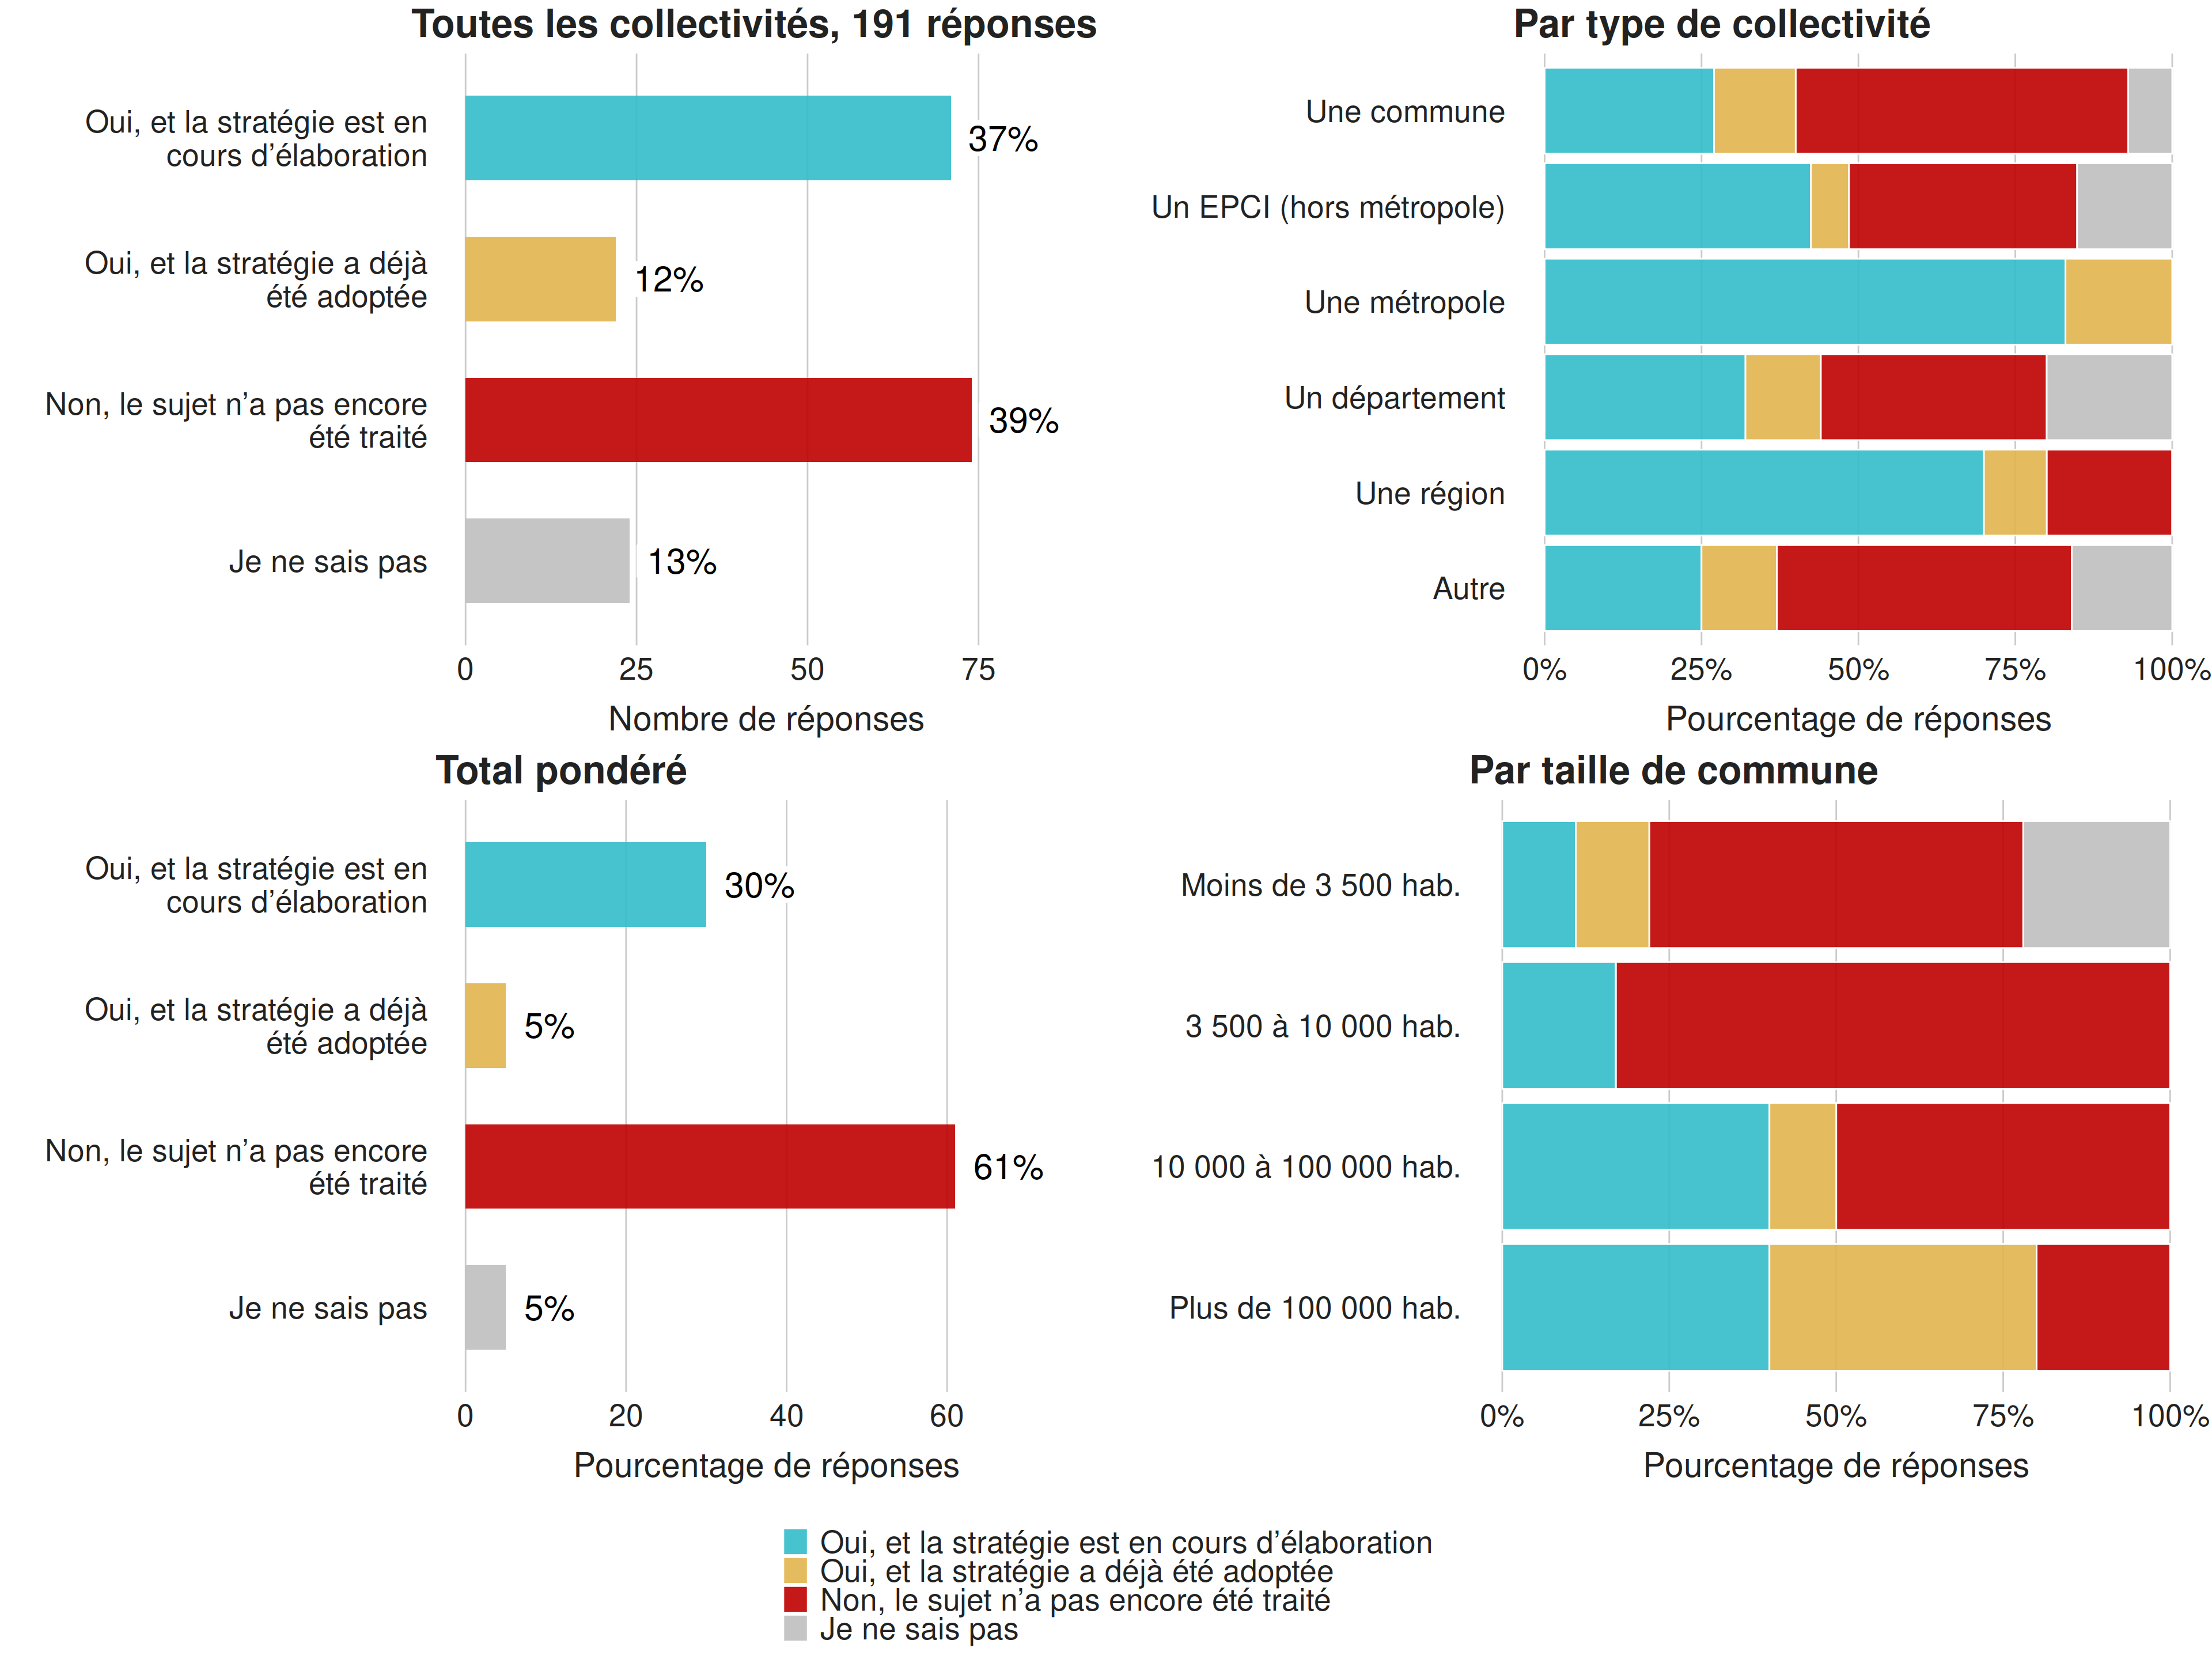 Toutes les collectivités, 191 réponses
Oui, et la stratégie est en
cours d’élaboration
37%
Oui, et la stratégie a déjà
été adoptée
12%
Non, le sujet n’a pas encore
été traité
39%
Je ne sais pas
13%
0 25 50 75
Nombre de réponses
Par type de collectivité
Une commune
Un EPCI (hors métropole)
Une métropole
Un département
Une région
Autre
0% 25% 50% 75% 100%
Pourcentage de réponses
Total pondéré
Oui, et la stratégie est en
cours d’élaboration
30%
Oui, et la stratégie a déjà
été adoptée
5%
Non, le sujet n’a pas encore
été traité
61%
Je ne sais pas
5%
0 20 40 60
Pourcentage de réponses
Par taille de commune
Moins de 3 500 hab.
3 500 à 10 000 hab.
10 000 à 100 000 hab.
Plus de 100 000 hab.
0% 25% 50% 75% 100%
Pourcentage de réponses
Oui, et la stratégie est en cours d’élaboration
Oui, et la stratégie a déjà été adoptée
Non, le sujet n’a pas encore été traité
Je ne sais pas